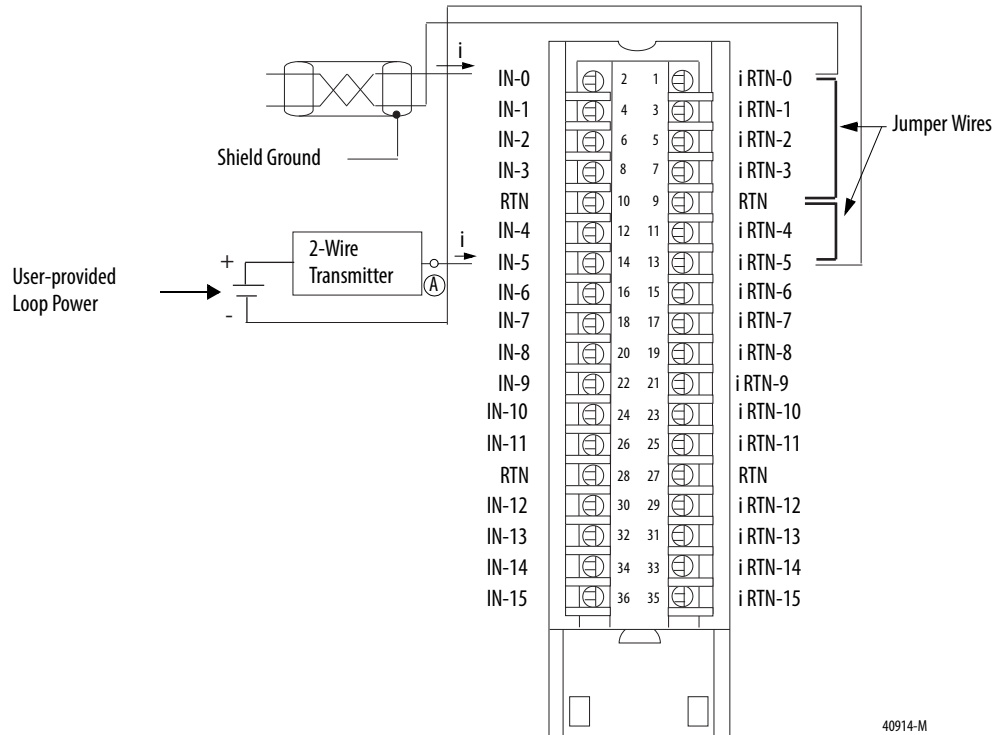 i
IN-0 2 1 i RTN-0
IN-1 4 3 i RTN-1
Jumper Wires
IN-2 6 5 i RTN-2
Shield Ground
IN-3 8 7 i RTN-3
RTN 10 9 RTN
IN-4 12 11 i RTN-4
i
2-Wire
Transmitter
+
A
-
User-provided
Loop Power
IN-5 14 13 i RTN-5
IN-6 16 15 i RTN-6
IN-7 18 17 i RTN-7
IN-8 20 19 i RTN-8
IN-9 22 21 i RTN-9
IN-10 24 23 i RTN-10
IN-11 26 25 i RTN-11
RTN 28 27 RTN
IN-12 30 29 i RTN-12
IN-13 32 31 i RTN-13
IN-14 34 33 i RTN-14
IN-15 36 35 i RTN-15
40914-M